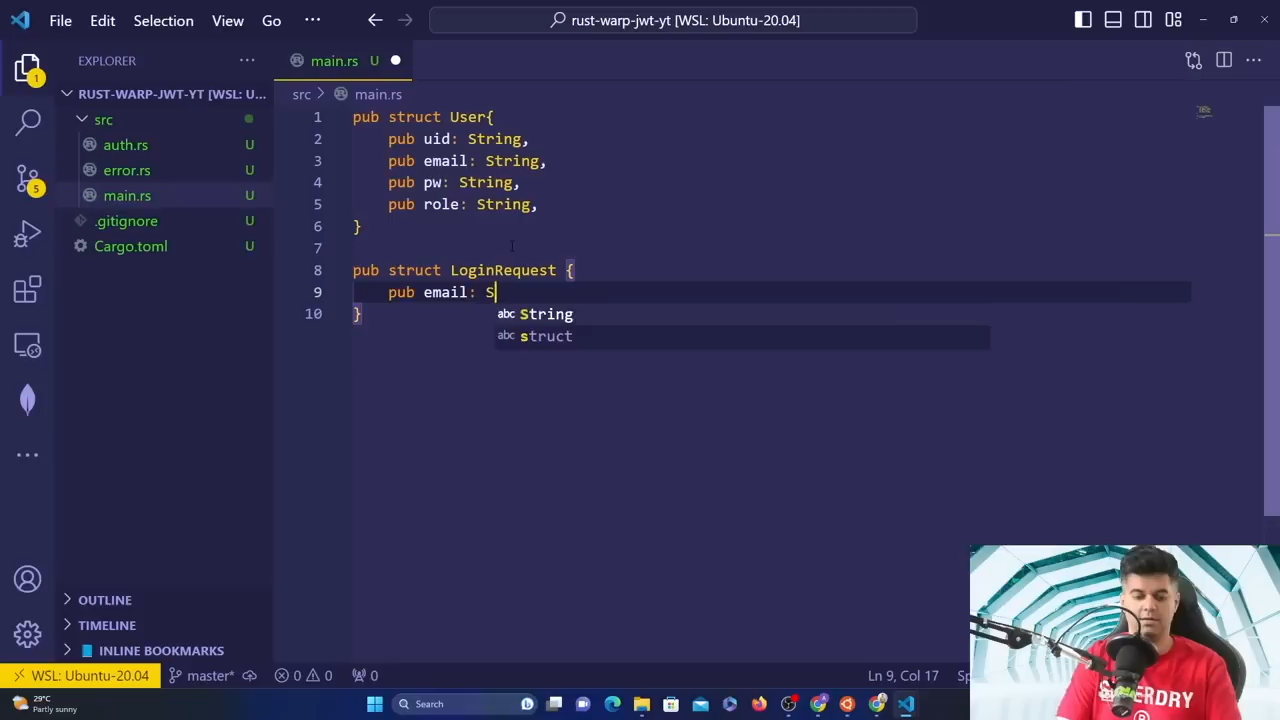 File Edit Selection View Go ··· rust-warp-jwt-yt [WSL: Ubuntu-20.04]
EXPLORER ···
main.rs U
RUST-WARP-JWT-YT [WSL: U...
src
auth.rs U
error.rs U
main.rs U
.gitignore U
Cargo.toml U
src > main.rs
1 pub struct User{
2 pub uid: String,
3 pub email: String,
4 pub pw: String,
5 pub role: String,
6 }
7
8 pub struct LoginRequest {
9 pub email: S
10 }
abc String
abc struct
1
5
OUTLINE
TIMELINE
INLINE BOOKMARKS
WSL: Ubuntu-20.04 master* 0 0 0 Ln 9, Col 17 Sp
29°C
Partly sunny
Search
SUPERDRY